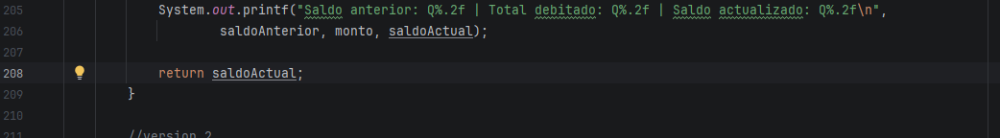 205 System.out.printf("Saldo anterior: Q%.2f | Total debitado: Q%.2f | Saldo actualizado: Q%.2f\n",
206 saldoAnterior, monto, saldoActual);
207
208 return saldoActual;
209 }
210
211 //version 2